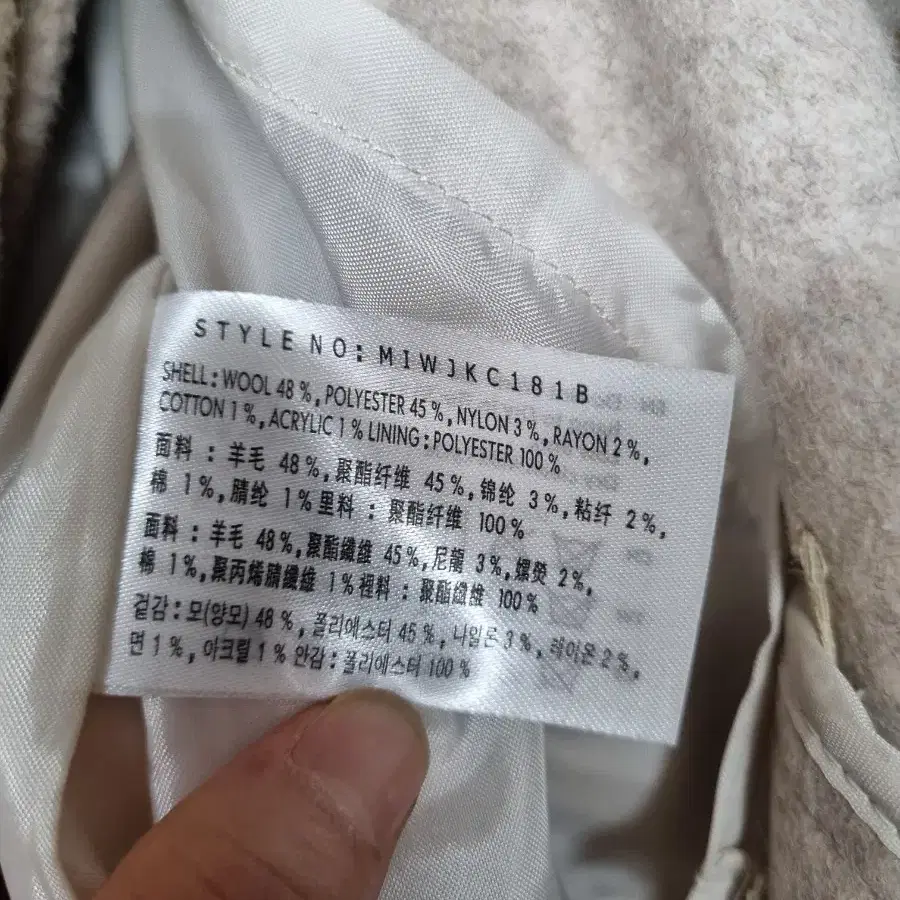 STYLE NO: M1WJKC181B
SHELL: WOOL 48%, POLYESTER 45%, NYLON 3%, RAYON 2%,
COTTON 1%, ACRYLIC 1% LINING: POLYESTER 100%
面料 : 羊毛 48%, 聚酯纤维 45%, 锦纶 3%, 粘纤 2%,
棉 1%, 腈纶 1% 里料 : 聚酯纤维 100%
面料 : 羊毛 48%, 聚酯纖維 45%, 尼龍 3%, 螺熒 2%,
棉 1%, 聚丙烯腈纖維 1% 裡料 : 聚酯纖維 100%
겉감 : 모(양모) 48%, 폴리에스터 45%, 나일론 3%, 레이온 2%,
면 1%, 아크릴 1% 안감 : 폴리에스터 100%